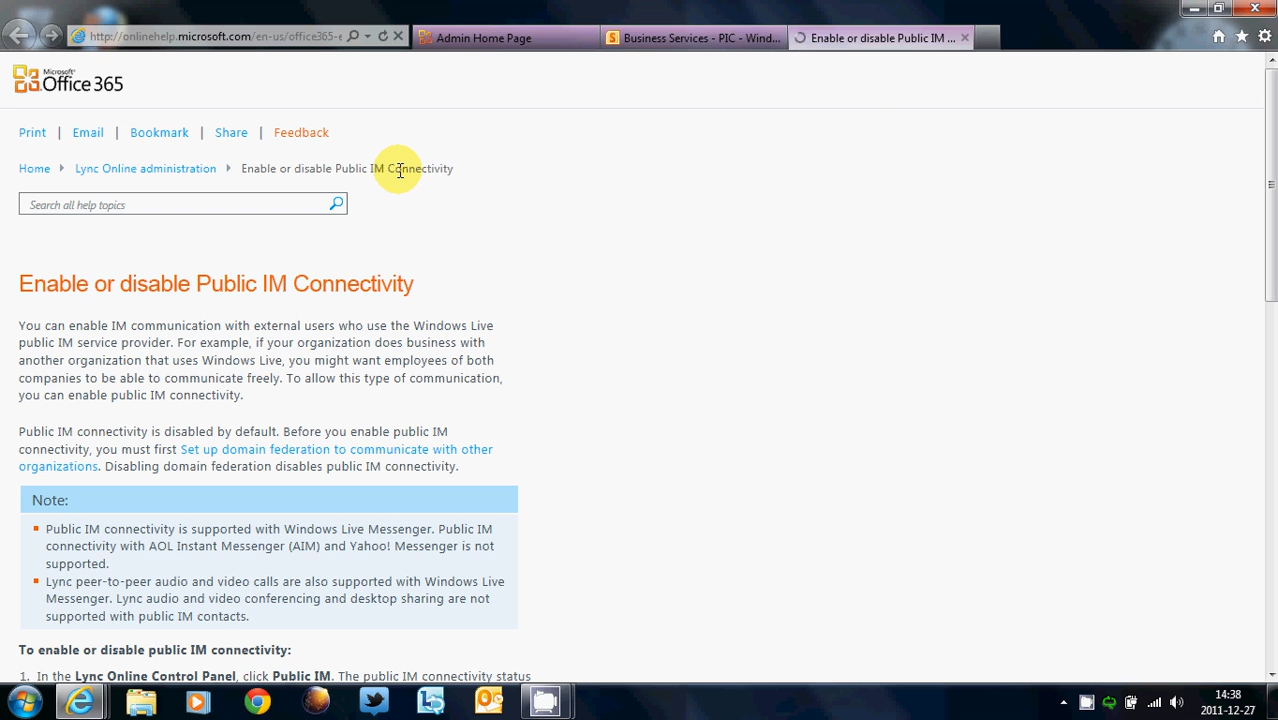 http://onlinehelp.microsoft.com/en-us/office365-e
Admin Home Page
Business Services - PIC - Wind...
Enable or disable Public IM ...
Microsoft®
Office 365
Print | Email | Bookmark | Share | Feedback
Home Lync Online administration Enable or disable Public IM Connectivity
Search all help topics
Enable or disable Public IM Connectivity
You can enable IM communication with external users who use the Windows Live
public IM service provider. For example, if your organization does business with
another organization that uses Windows Live, you might want employees of both
companies to be able to communicate freely. To allow this type of communication,
you can enable public IM connectivity.
Public IM connectivity is disabled by default. Before you enable public IM
connectivity, you must first Set up domain federation to communicate with other
organizations. Disabling domain federation disables public IM connectivity.
Note:
Public IM connectivity is supported with Windows Live Messenger. Public IM
connectivity with AOL Instant Messenger (AIM) and Yahoo! Messenger is not
supported.
Lync peer-to-peer audio and video calls are also supported with Windows Live
Messenger. Lync audio and video conferencing and desktop sharing are not
supported with public IM contacts.
To enable or disable public IM connectivity:
1. In the Lync Online Control Panel, click Public IM. The public IM connectivity status
14:38
2011-12-27